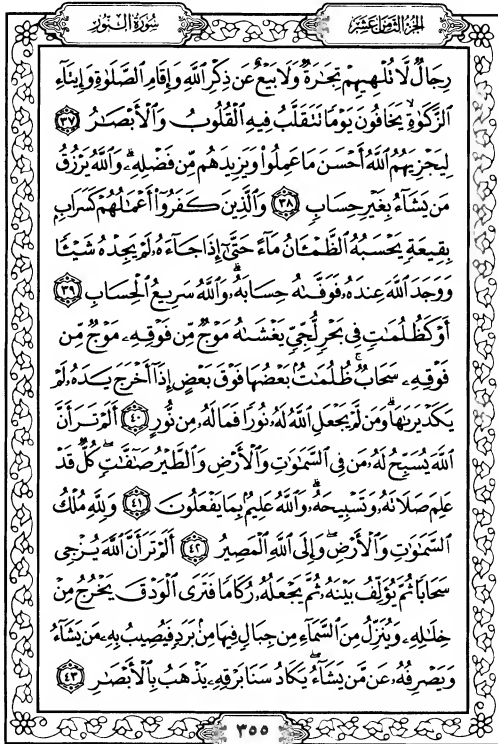 الجزء الثامن عشر
سورة النور
رِجَالٌ لَّا تُلْهِيهِمْ تِجَٰرَةٌ وَلَا بَيْعٌ عَن ذِكْرِ ٱللَّهِ وَإِقَامِ ٱلصَّلَوٰةِ وَإِيتَآءِ
ٱلزَّكَوٰةِ يَخَافُونَ يَوْمًا تَتَقَلَّبُ فِيهِ ٱلْقُلُوبُ وَٱلْأَبْصَٰرُ ٣٧
لِيَجْزِيَهُمُ ٱللَّهُ أَحْسَنَ مَا عَمِلُوا۟ وَيَزِيدَهُم مِّن فَضْلِهِۦ وَٱللَّهُ يَرْزُقُ
مَن يَشَآءُ بِغَيْرِ حِسَابٍ ٣٨ وَٱلَّذِينَ كَفَرُوٓا۟ أَعْمَٰلُهُمْ كَسَرَابٍۭ
بِقِيعَةٍ يَحْسَبُهُ ٱلظَّمْـَٔانُ مَآءً حَتَّىٰٓ إِذَا جَآءَهُۥ لَمْ يَجِدْهُ شَيْـًٔا
وَوَجَدَ ٱللَّهَ عِندَهُۥ فَوَفَّىٰهُ حِسَابَهُۥ وَٱللَّهُ سَرِيعُ ٱلْحِسَابِ ٣٩
أَوْ كَظُلُمَٰتٍ فِى بَحْرٍ لُّجِّىٍّ يَغْشَىٰهُ مَوْجٌ مِّن فَوْقِهِۦ مَوْجٌ مِّن
فَوْقِهِۦ سَحَابٌ ظُلُمَٰتٌۢ بَعْضُهَا فَوْقَ بَعْضٍ إِذَآ أَخْرَجَ يَدَهُۥ لَمْ
يَكَدْ يَرَىٰهَا وَمَن لَّمْ يَجْعَلِ ٱللَّهُ لَهُۥ نُورًا فَمَا لَهُۥ مِن نُّورٍ ٤٠ أَلَمْ تَرَ أَنَّ
ٱللَّهَ يُسَبِّحُ لَهُۥ مَن فِى ٱلسَّمَٰوَٰتِ وَٱلْأَرْضِ وَٱلطَّيْرُ صَٰٓفَّٰتٍ كُلٌّ قَدْ
عَلِمَ صَلَاتَهُۥ وَتَسْبِيحَهُۥ وَٱللَّهُ عَلِيمٌۢ بِمَا يَفْعَلُونَ ٤١ وَلِلَّهِ مُلْكُ
ٱلسَّمَٰوَٰتِ وَٱلْأَرْضِ وَإِلَى ٱللَّهِ ٱلْمَصِيرُ ٤٢ أَلَمْ تَرَ أَنَّ ٱللَّهَ يُزْجِى
سَحَابًا ثُمَّ يُؤَلِّفُ بَيْنَهُۥ ثُمَّ يَجْعَلُهُۥ رُكَامًا فَتَرَى ٱلْوَدْقَ يَخْرُجُ مِنْ
خِلَٰلِهِۦ وَيُنَزِّلُ مِنَ ٱلسَّمَآءِ مِن جِبَالٍ فِيهَا مِنۢ بَرَدٍ فَيُصِيبُ بِهِۦ مَن يَشَآءُ
وَيَصْرِفُهُۥ عَن مَّن يَشَآءُ يَكَادُ سَنَا بَرْقِهِۦ يَذْهَبُ بِٱلْأَبْصَٰرِ ٤٣
٣٥٥